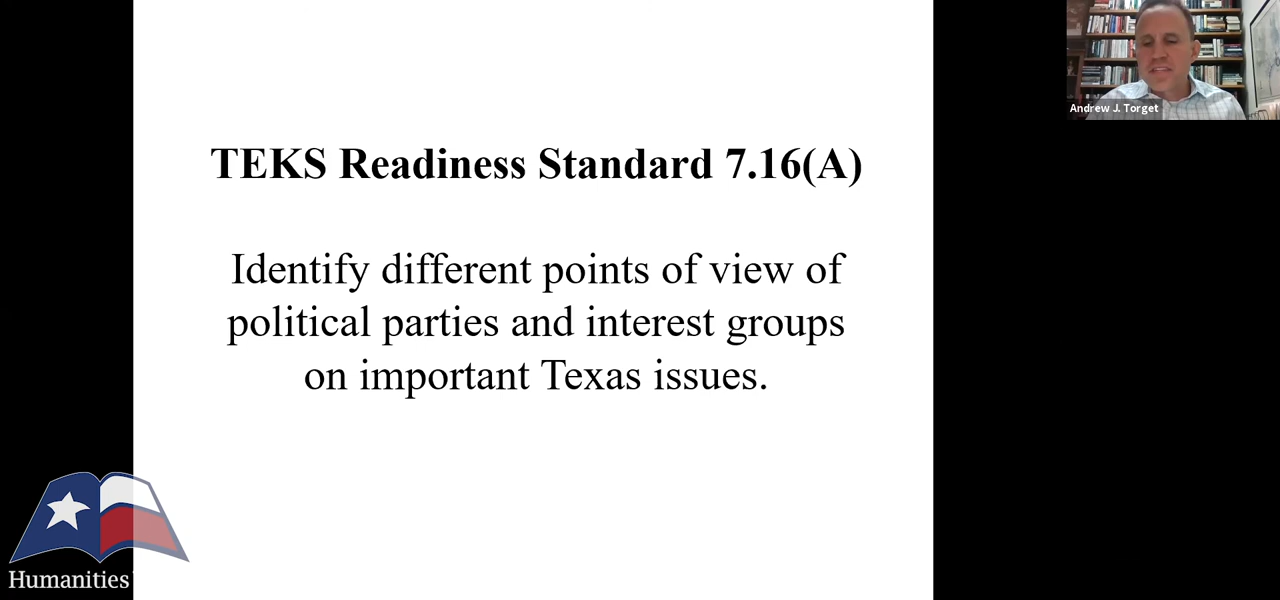 Andrew J. Torget
TEKS Readiness Standard 7.16(A)
Identify different points of view of
political parties and interest groups
on important Texas issues.
Humanities